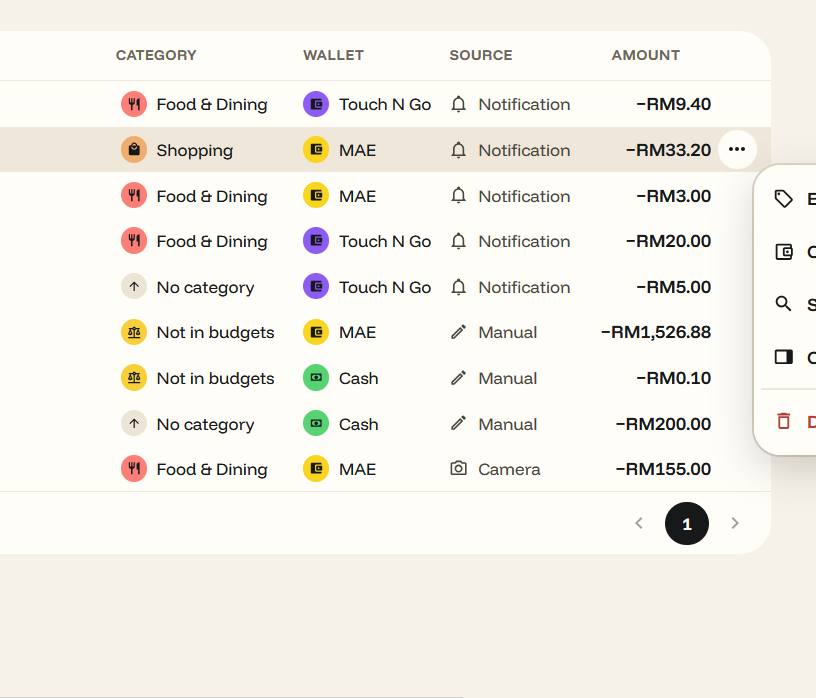 CATEGORY WALLET SOURCE AMOUNT
Food & Dining Touch N Go Notification −RM9.40
Shopping MAE Notification −RM33.20
Food & Dining MAE Notification −RM3.00
Food & Dining Touch N Go Notification −RM20.00
No category Touch N Go Notification −RM5.00
Not in budgets MAE Manual −RM1,526.88
Not in budgets Cash Manual −RM0.10
No category Cash Manual −RM200.00
Food & Dining MAE Camera −RM155.00
1